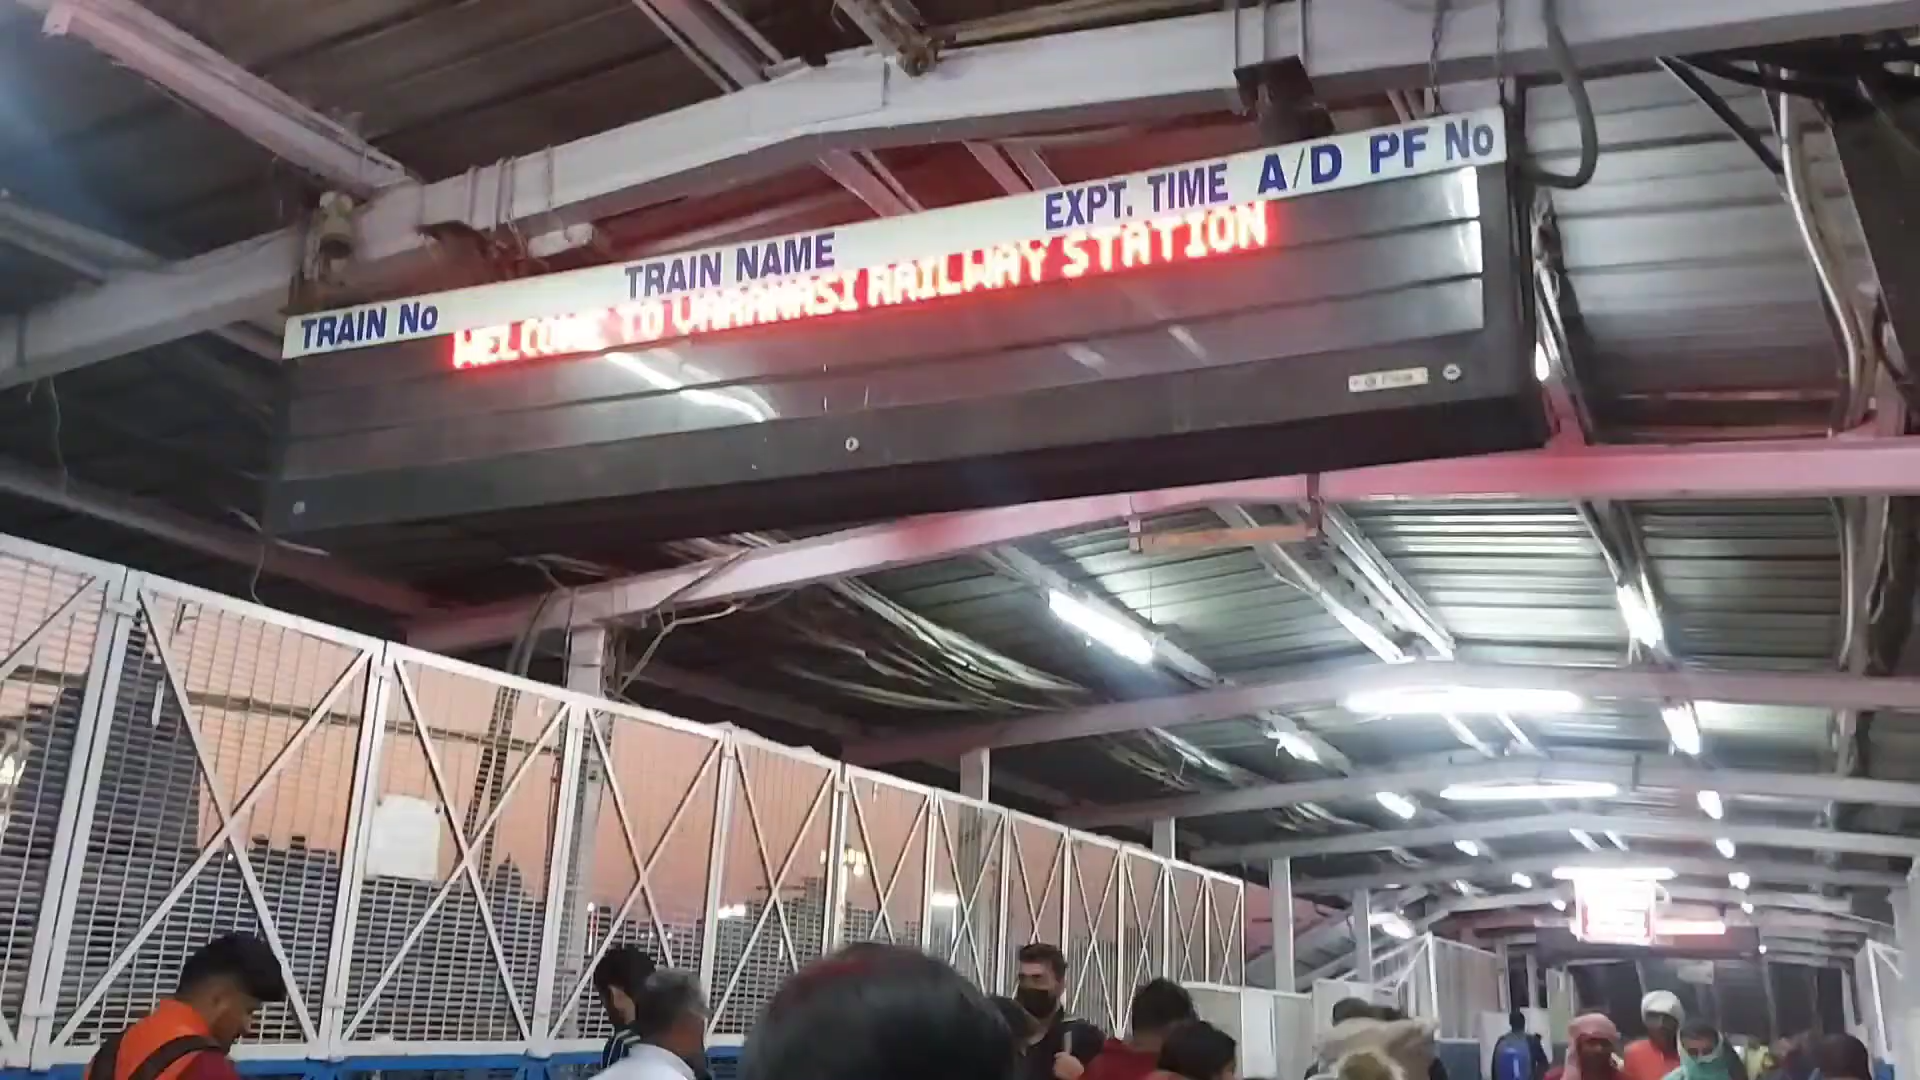 TRAIN No TRAIN NAME EXPT. TIME A/D PF No
WELCOME TO VARANASI RAILWAY STATION